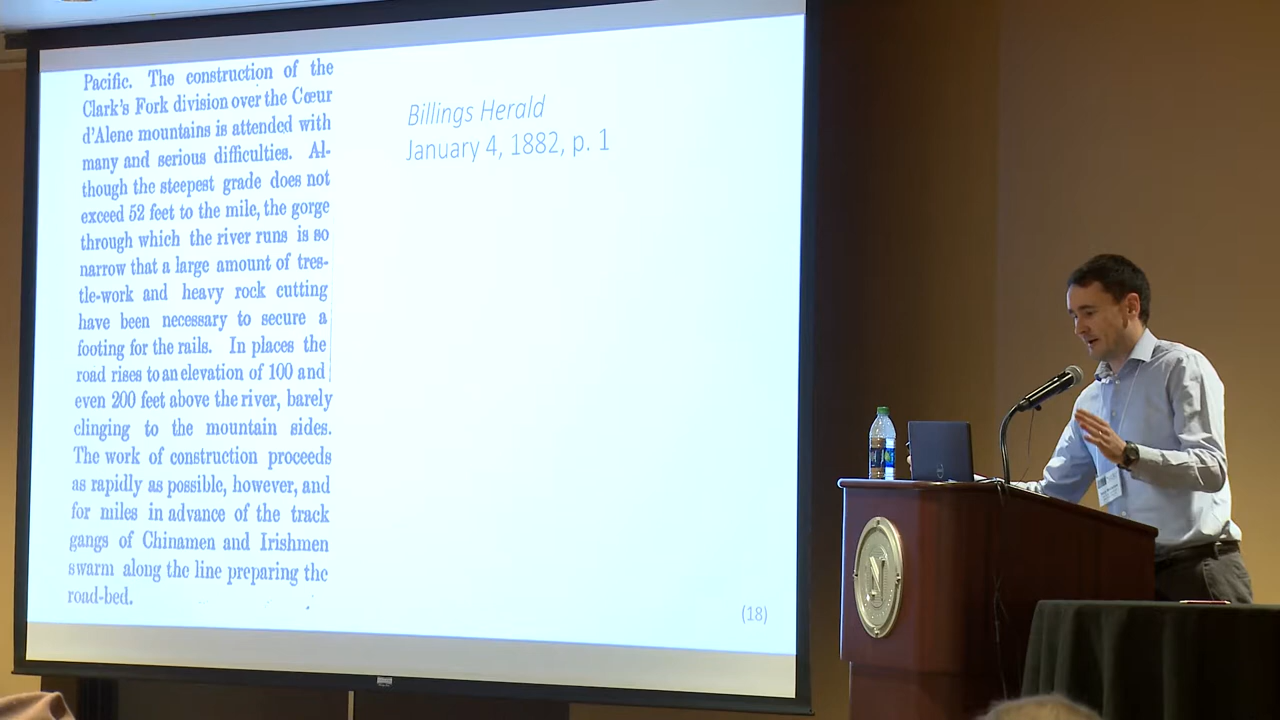 Pacific. The construction of the
Clark's Fork division over the Cœur
d'Alene mountains is attended with
many and serious difficulties. Al-
though the steepest grade does not
exceed 52 feet to the mile, the gorge
through which the river runs is so
narrow that a large amount of tres-
tle-work and heavy rock cutting
have been necessary to secure a
footing for the rails. In places the
road rises to an elevation of 100 and
even 200 feet above the river, barely
clinging to the mountain sides.
The work of construction proceeds
as rapidly as possible, however, and
for miles in advance of the track
gangs of Chinamen and Irishmen
swarm along the line preparing the
road-bed.
Billings Herald
January 4, 1882, p. 1
(18)
N